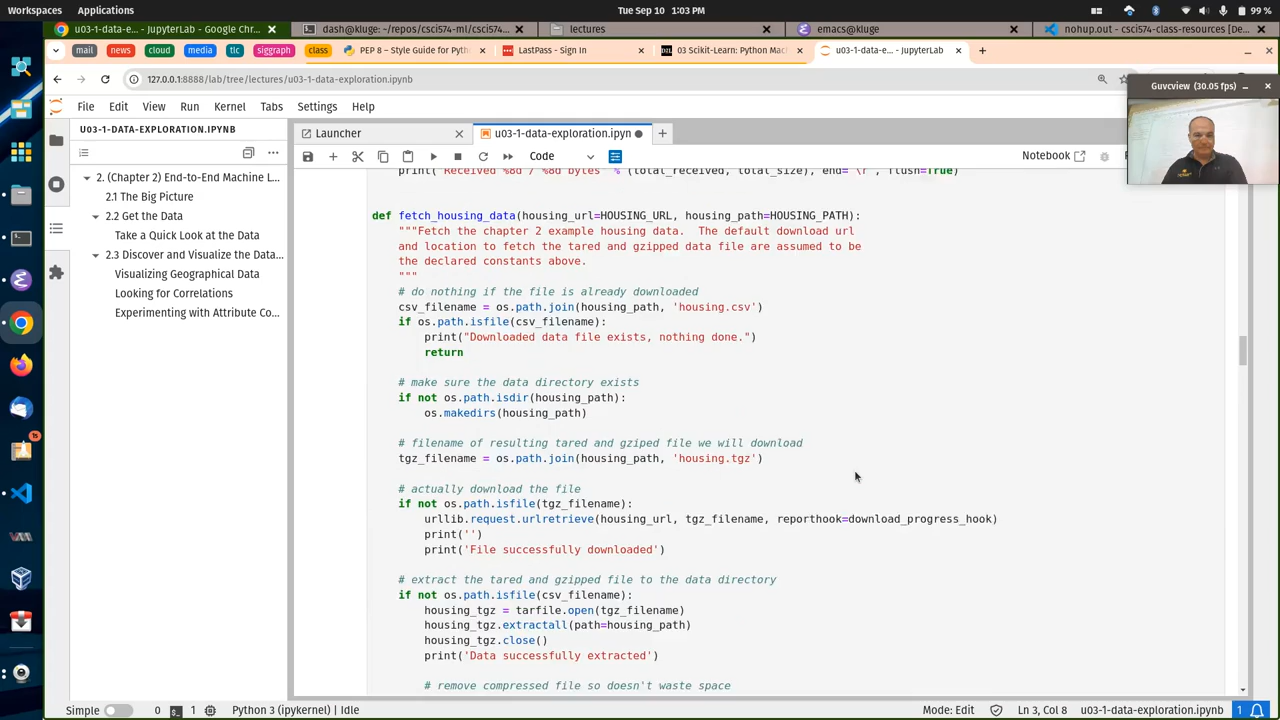 Workspaces
Applications
Tue Sep 10 1:03 PM
99 %
u03-1-data-e... - JupyterLab - Google Chr...
dash@kluge: ~/repos/csci574-ml/csci574...
lectures
emacs@kluge
nohup.out - csci574-class-resources [De...
mail
news
cloud
media
tlc
siggraph
class
PEP 8 – Style Guide for Pyth
LastPass - Sign In
03 Scikit-Learn: Python Mac
u03-1-data-e... - JupyterLab
127.0.0.1:8888/lab/tree/lectures/u03-1-data-exploration.ipynb
Guvcview (30.05 fps)
File
Edit
View
Run
Kernel
Tabs
Settings
Help
U03-1-DATA-EXPLORATION.IPYNB
Launcher
u03-1-data-exploration.ipyn
Code
Notebook
2. (Chapter 2) End-to-End Machine L...
2.1 The Big Picture
2.2 Get the Data
Take a Quick Look at the Data
2.3 Discover and Visualize the Data...
Visualizing Geographical Data
Looking for Correlations
Experimenting with Attribute Co...
print("Received %8d / %8d bytes" % (total_received, total_size), end='\r', flush=True)
def fetch_housing_data(housing_url=HOUSING_URL, housing_path=HOUSING_PATH):
"""Fetch the chapter 2 example housing data.  The default download url
and location to fetch the tared and gzipped data file are assumed to be
the declared constants above.
"""
# do nothing if the file is already downloaded
csv_filename = os.path.join(housing_path, 'housing.csv')
if os.path.isfile(csv_filename):
print("Downloaded data file exists, nothing done.")
return
# make sure the data directory exists
if not os.path.isdir(housing_path):
os.makedirs(housing_path)
# filename of resulting tared and gziped file we will download
tgz_filename = os.path.join(housing_path, 'housing.tgz')
# actually download the file
if not os.path.isfile(tgz_filename):
urllib.request.urlretrieve(housing_url, tgz_filename, reporthook=download_progress_hook)
print('')
print('File successfully downloaded')
# extract the tared and gzipped file to the data directory
if not os.path.isfile(csv_filename):
housing_tgz = tarfile.open(tgz_filename)
housing_tgz.extractall(path=housing_path)
housing_tgz.close()
print('Data successfully extracted')
# remove compressed file so doesn't waste space
Simple
0
1
Python 3 (ipykernel) | Idle
Mode: Edit
Ln 3, Col 8
u03-1-data-exploration.ipynb
1